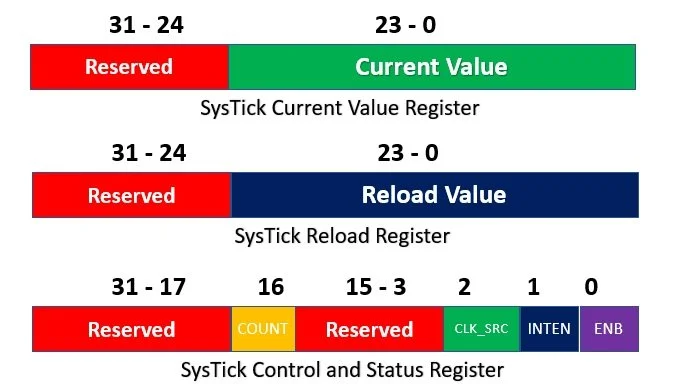 31 - 24 23 - 0
Reserved Current Value
SysTick Current Value Register
31 - 24 23 - 0
Reserved Reload Value
SysTick Reload Register
31 - 17 16 15 - 3 2 1 0
Reserved COUNT Reserved CLK_SRC INTEN ENB
SysTick Control and Status Register